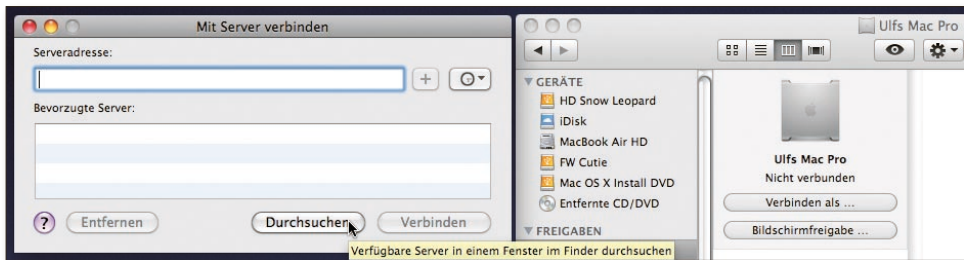 Mit Server verbinden
Serveradresse:
+
Bevorzugte Server:
? Entfernen Durchsuchen Verbinden
Verfügbare Server in einem Fenster im Finder durchsuchen
Ulfs Mac Pro
GERÄTE
HD Snow Leopard
iDisk
MacBook Air HD
FW Cutie
Mac OS X Install DVD
Entfernte CD/DVD
FREIGABEN
Ulfs Mac Pro
Nicht verbunden
Verbinden als ...
Bildschirmfreigabe ...